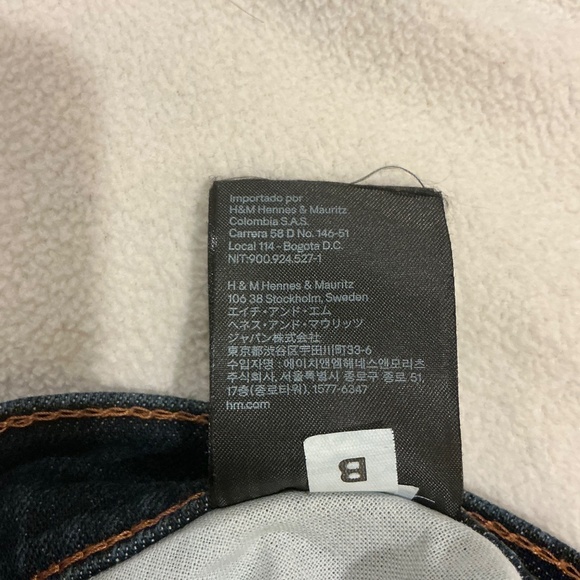 Importado por
H&M Hennes & Mauritz
Colombia S.A.S.
Carrera 58 D No. 146-51
Local 114 - Bogota D.C.
NIT:900.924.527-1
H & M Hennes & Mauritz
106 38 Stockholm, Sweden
エイチ・アンド・エム
ヘネス・アンド・マウリッツ
ジャパン株式会社
東京都渋谷区宇田川町33-6
수입자명 : 에이치앤엠헤네스앤모리츠
주식회사, 서울특별시 종로구 종로 51,
17층(종로타워), 1577-6347
hm.com
B